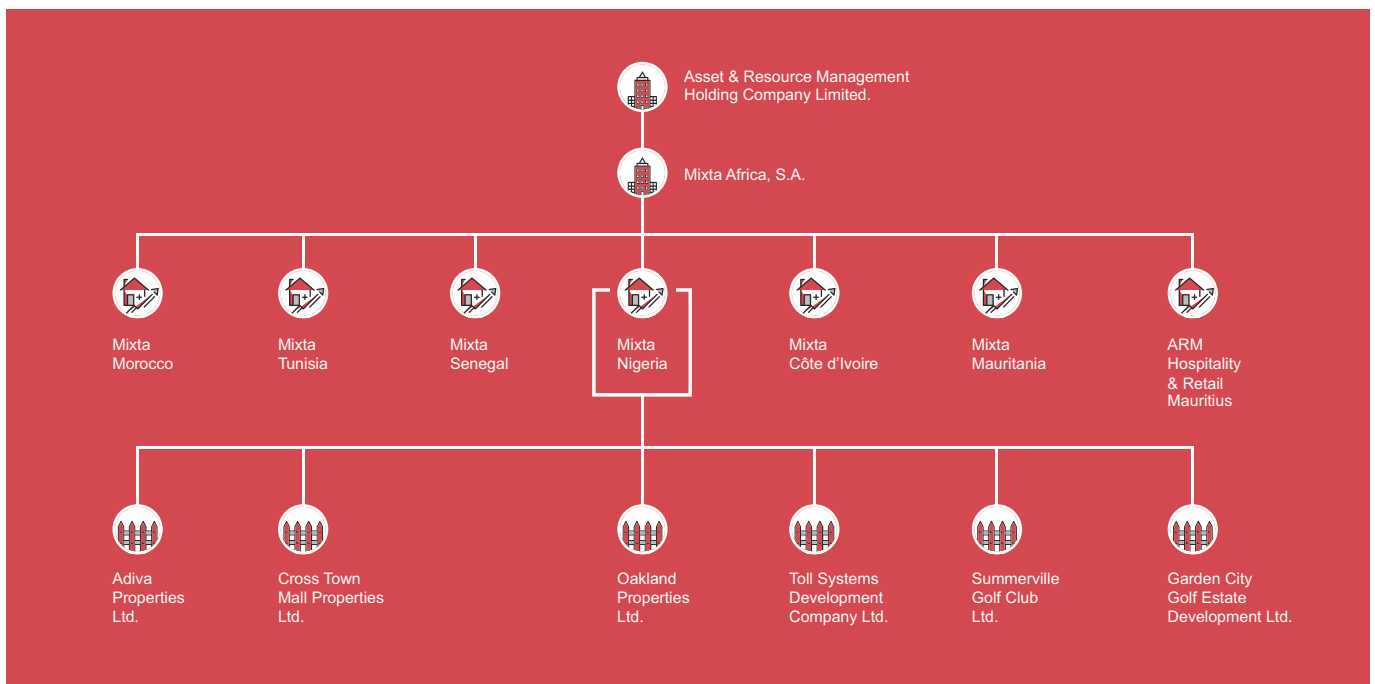 Asset & Resource Management
Holding Company Limited.
Mixta Africa, S.A.
Mixta
Morocco
Mixta
Tunisia
Mixta
Senegal
Mixta
Nigeria
Mixta
Côte d’Ivoire
Mixta
Mauritania
ARM
Hospitality
& Retail
Mauritius
Adiva
Properties
Ltd.
Cross Town
Mall Properties
Ltd.
Oakland
Properties
Ltd.
Toll Systems
Development
Company Ltd.
Summerville
Golf Club
Ltd.
Garden City
Golf Estate
Development Ltd.